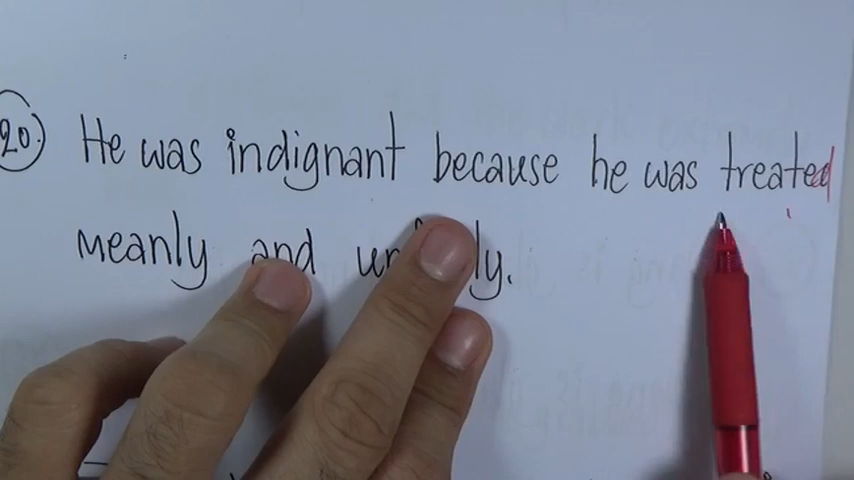 20. He was indignant because he was treated
meanly and